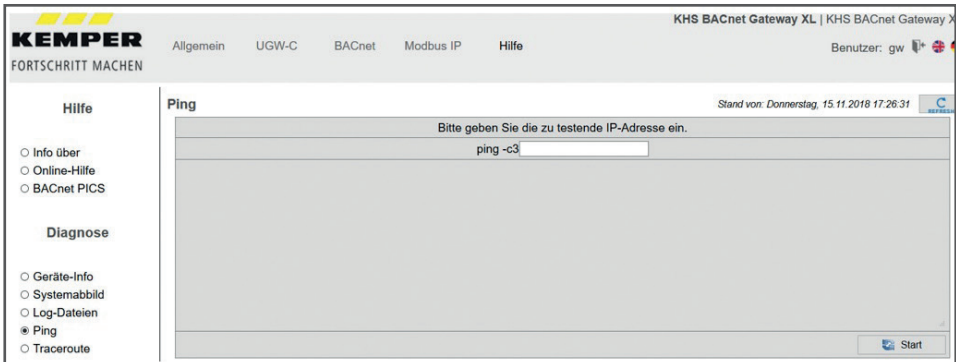 KHS BACnet Gateway XL | KHS BACnet Gateway X
KEMPER
FORTSCHRITT MACHEN
Allgemein UGW-C BACnet Modbus IP Hilfe
Benutzer: gw
Hilfe
Info über
Online-Hilfe
BACnet PICS
Diagnose
Geräte-Info
Systemabbild
Log-Dateien
Ping
Traceroute
Ping
Stand von: Donnerstag, 15.11.2018 17:26:31
Bitte geben Sie die zu testende IP-Adresse ein.
ping -c3
Start